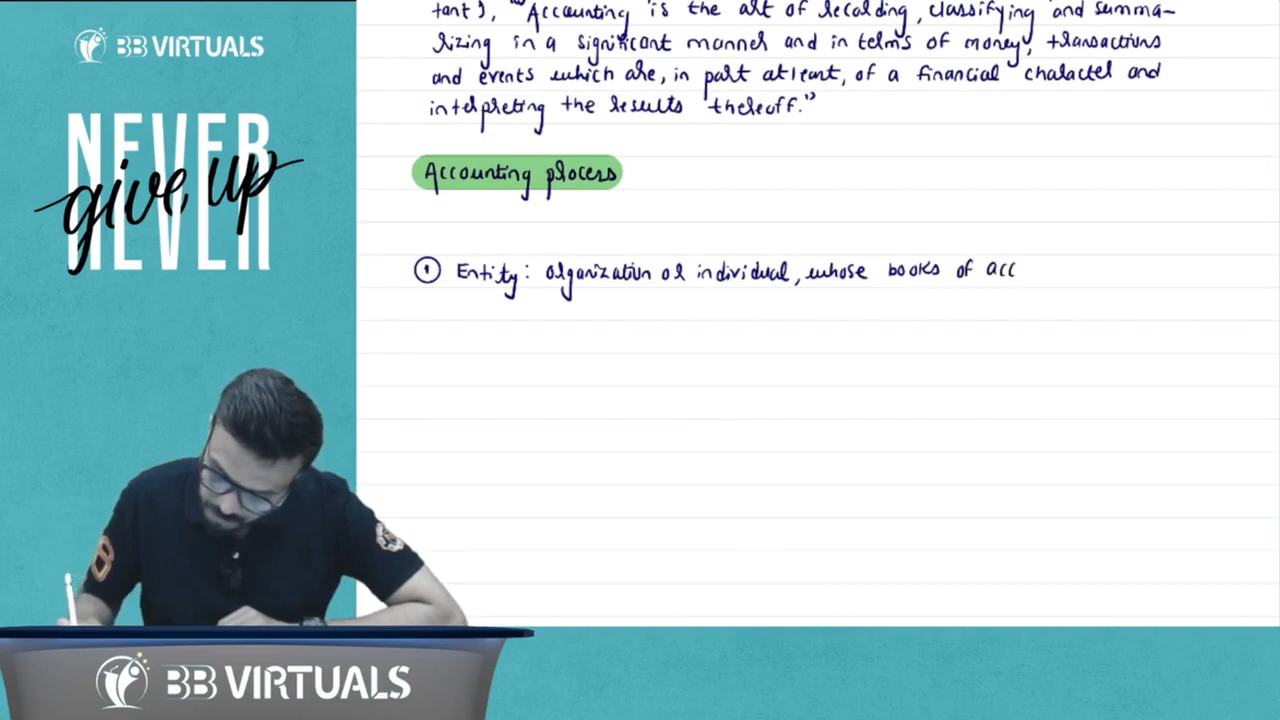 BB VIRTUALS
NEVER
give up
NEVER
tant), "Accounting is the art of recording, classifying and summa-
rizing in a significant manner and in terms of money, transactions
and events which are, in part atleast, of a financial character and
interpreting the results thereoff."
Accounting process
① Entity: organization or individual, whose books of acc
B
BB VIRTUALS